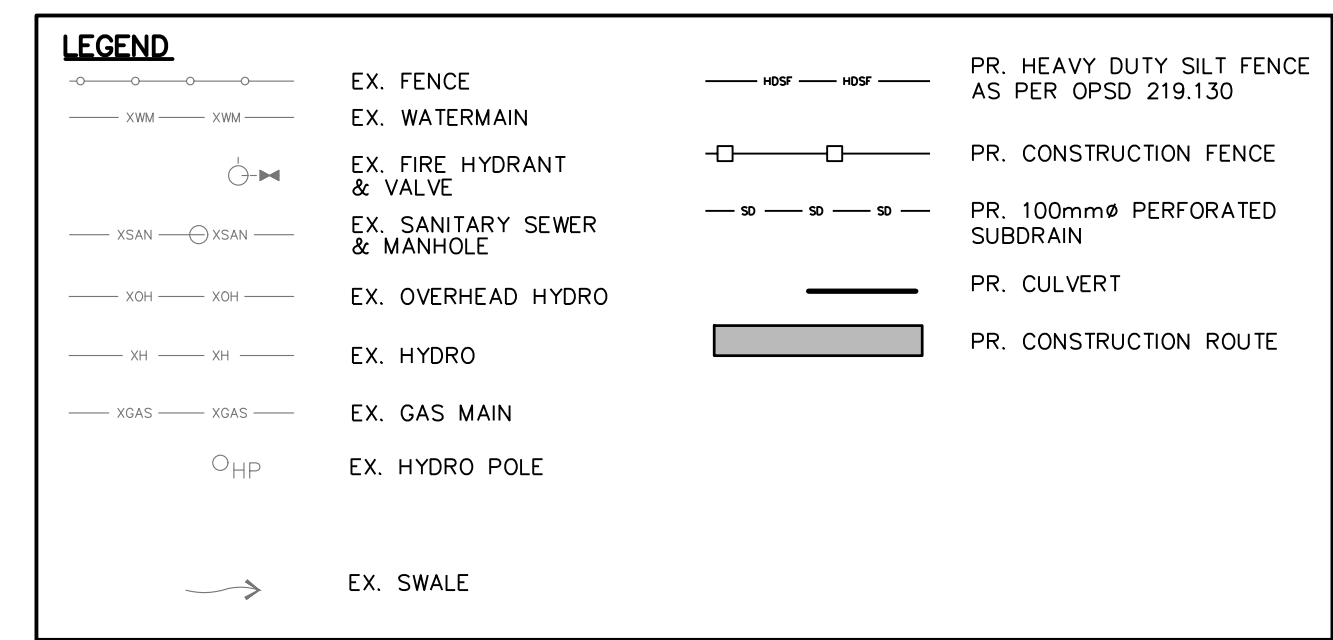 LEGEND
EX. FENCE
XWM XWM EX. WATERMAIN
EX. FIRE HYDRANT
& VALVE
XSAN XSAN EX. SANITARY SEWER
& MANHOLE
XOH XOH EX. OVERHEAD HYDRO
XH XH EX. HYDRO
XGAS XGAS EX. GAS MAIN
HP EX. HYDRO POLE
EX. SWALE
HDSF HDSF PR. HEAVY DUTY SILT FENCE
AS PER OPSD 219.130
PR. CONSTRUCTION FENCE
SD SD SD PR. 100mmø PERFORATED
SUBDRAIN
PR. CULVERT
PR. CONSTRUCTION ROUTE